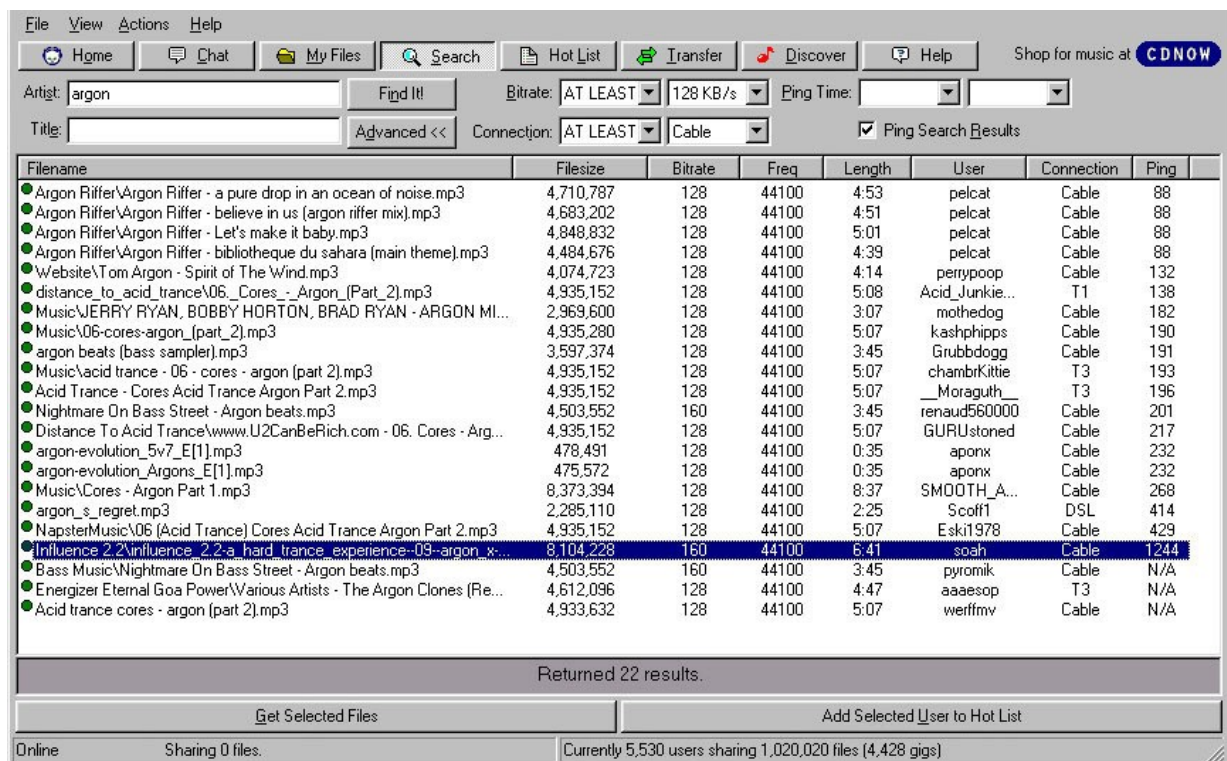 File View Actions Help
Home Chat My Files Search Hot List Transfer Discover Help Shop for music at CDNOW
Artist: argon Find It! Bitrate: AT LEAST 128 KB/s Ping Time:
Title: Advanced << Connection: AT LEAST Cable Ping Search Results
Filename Filesize Bitrate Freq Length User Connection Ping
Argon Riffer\Argon Riffer - a pure drop in an ocean of noise.mp3 4,710,787 128 44100 4:53 pelcat Cable 88
Argon Riffer\Argon Riffer - believe in us (argon riffer mix).mp3 4,683,202 128 44100 4:51 pelcat Cable 88
Argon Riffer\Argon Riffer - Let's make it baby.mp3 4,848,832 128 44100 5:01 pelcat Cable 88
Argon Riffer\Argon Riffer - bibliotheque du sahara (main theme).mp3 4,484,676 128 44100 4:39 pelcat Cable 88
Website\Tom Argon - Spirit of The Wind.mp3 4,074,723 128 44100 4:14 perrypoop Cable 132
distance_to_acid_trance\06._Cores_-_Argon_(Part_2).mp3 4,935,152 128 44100 5:08 Acid_Junkie... T1 138
Music\JERRY RYAN, BOBBY HORTON, BRAD RYAN - ARGON MI... 2,969,600 128 44100 3:07 mothedog Cable 182
Music\06-cores-argon_(part_2).mp3 4,935,280 128 44100 5:07 kashphipps Cable 190
argon beats (bass sampler).mp3 3,597,374 128 44100 3:45 Grubbdogg Cable 191
Music\acid trance - 06 - cores - argon (part 2).mp3 4,935,152 128 44100 5:07 chambrKittie T3 193
Acid Trance - Cores Acid Trance Argon Part 2.mp3 4,935,152 128 44100 5:07 __Moraguth__ T3 196
Nightmare On Bass Street - Argon beats.mp3 4,503,552 160 44100 3:45 renaud560000 Cable 201
Distance To Acid Trance\www.U2CanBeRich.com - 06. Cores - Arg... 4,935,152 128 44100 5:07 GURUstoned Cable 217
argon-evolution_5v7_E[1].mp3 478,491 128 44100 0:35 aponx Cable 232
argon-evolution_Argons_E[1].mp3 475,572 128 44100 0:35 aponx Cable 232
Music\Cores - Argon Part 1.mp3 8,373,394 128 44100 8:37 SMOOTH_A... Cable 268
argon_s_regret.mp3 2,285,110 128 44100 2:25 Scoff1 DSL 414
NapsterMusic\06 (Acid Trance) Cores Acid Trance Argon Part 2.mp3 4,935,152 128 44100 5:07 Eski1978 Cable 429
Influence 2.2\influence_2.2-a_hard_trance_experience--09--argon_x-... 8,104,228 160 44100 6:41 soah Cable 1244
Bass Music\Nightmare On Bass Street - Argon beats.mp3 4,503,552 160 44100 3:45 pyromik Cable N/A
Energizer Eternal Goa Power\Various Artists - The Argon Clones (Re... 4,612,096 128 44100 4:47 aaaesop T3 N/A
Acid trance cores - argon (part 2).mp3 4,933,632 128 44100 5:07 werffmv Cable N/A
Returned 22 results.
Get Selected Files Add Selected User to Hot List
Online Sharing 0 files. Currently 5,530 users sharing 1,020,020 files (4,428 gigs)